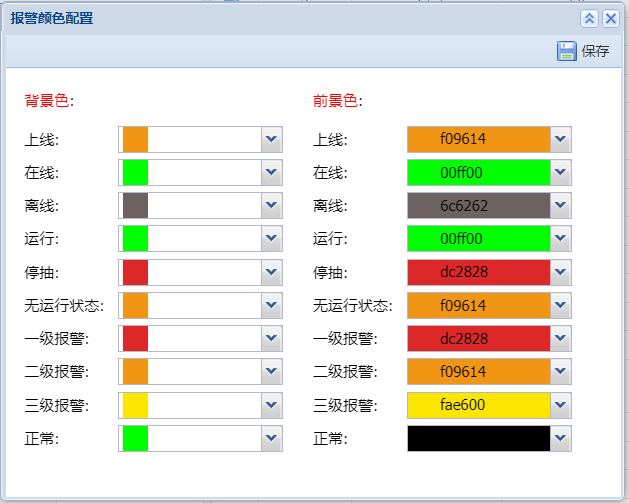 报警颜色配置
保存
背景色:
前景色:
上线:
上线: f09614
在线:
在线: 00ff00
离线:
离线: 6c6262
运行:
运行: 00ff00
停抽:
停抽: dc2828
无运行状态:
无运行状态: f09614
一级报警:
一级报警: dc2828
二级报警:
二级报警: f09614
三级报警:
三级报警: fae600
正常:
正常: